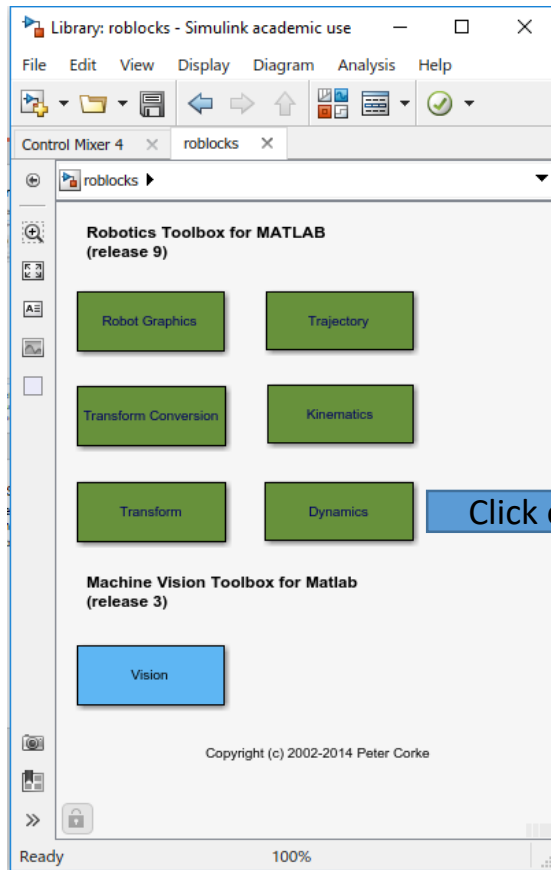 Library: roblocks - Simulink academic use
File Edit View Display Diagram Analysis Help
Control Mixer 4 roblocks
roblocks
Robotics Toolbox for MATLAB
(release 9)
Robot Graphics Trajectory
Transform Conversion Kinematics
Transform Dynamics
Click
Machine Vision Toolbox for Matlab
(release 3)
Vision
Copyright (c) 2002-2014 Peter Corke
Ready 100%